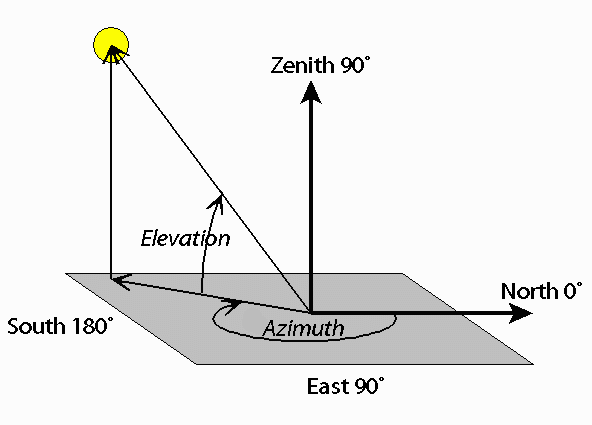 Zenith 90°
Elevation
North 0°
South 180°
Azimuth
East 90°